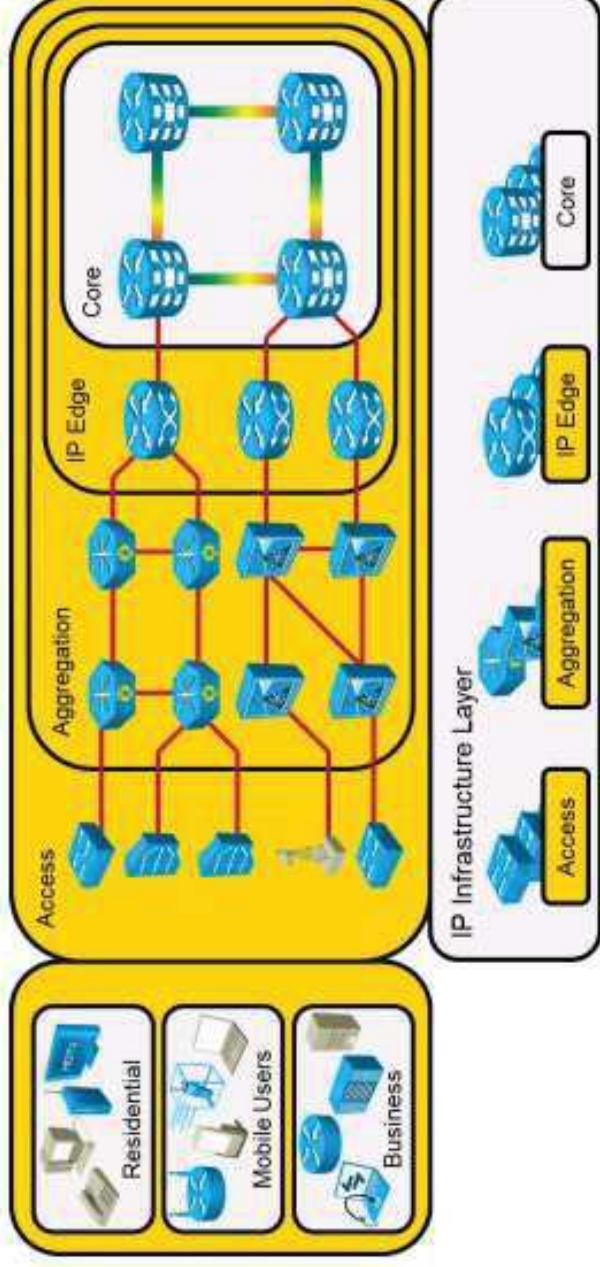 Residential
Mobile Users
Business
Access
Aggregation
IP Edge
Core
IP Infrastructure Layer
Access
Aggregation
IP Edge
Core